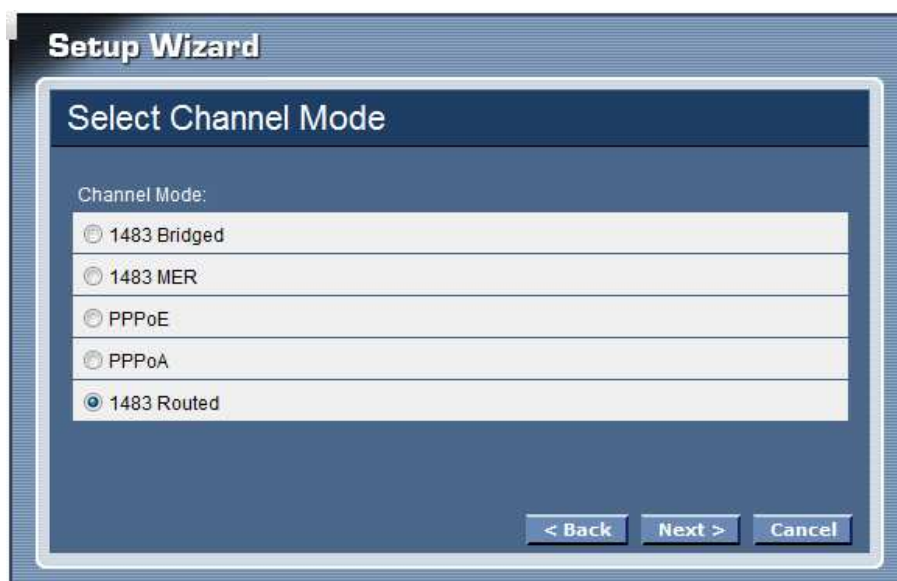 Setup Wizard
Select Channel Mode
Channel Mode:
1483 Bridged
1483 MER
PPPoE
PPPoA
1483 Routed
< Back Next > Cancel